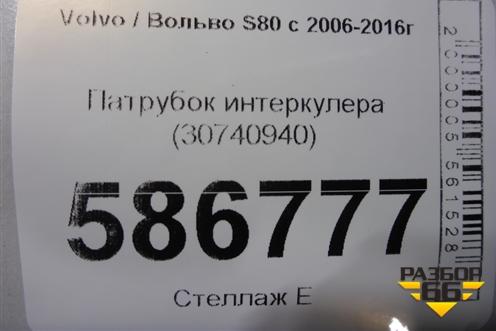 Volvo / Вольво S80 с 2006-2016г
Патрубок интеркулера
(30740940)
586777
Стеллаж Е
2000005561528
РАЗБОР
66